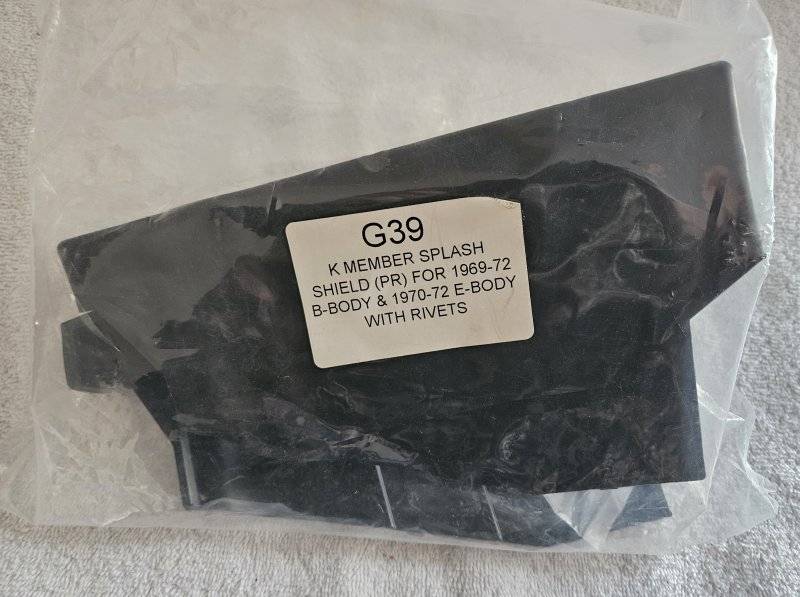 G39
K MEMBER SPLASH
SHIELD (PR) FOR 1969-72
B-BODY & 1970-72 E-BODY
WITH RIVETS